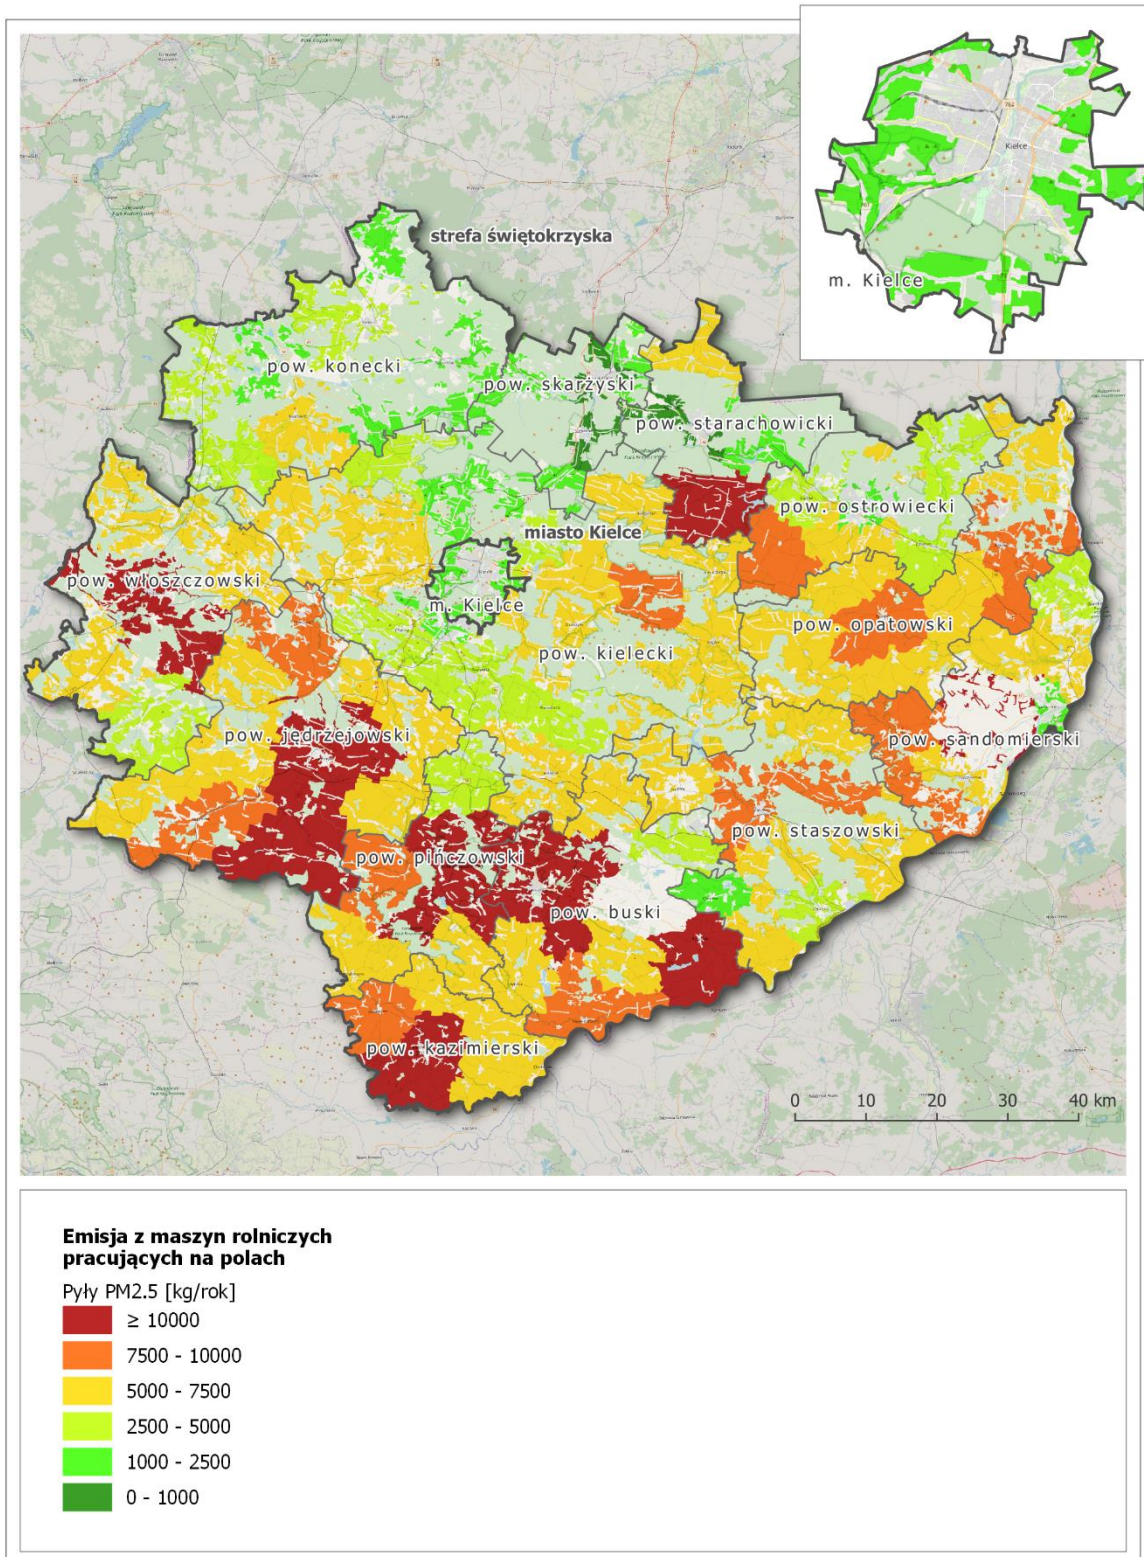 764
Kielce
m. Kielce
strefa świętokrzyska
pow. konecki
pow. skarżyski
pow. starachowicki
pow. ostrowiecki
miasto Kielce
pow. włoszczowski
m. Kielce
pow. opatowski
pow. kielecki
pow. jędrzejowski
pow. sandomierski
pow. staszowski
pow. pińczowski
pow. buski
pow. kazimierski
0 10 20 30 40 km
Emisja z maszyn rolniczych
pracujących na polach
Pyły PM2.5 [kg/rok]
≥ 10000
7500 - 10000
5000 - 7500
2500 - 5000
1000 - 2500
0 - 1000